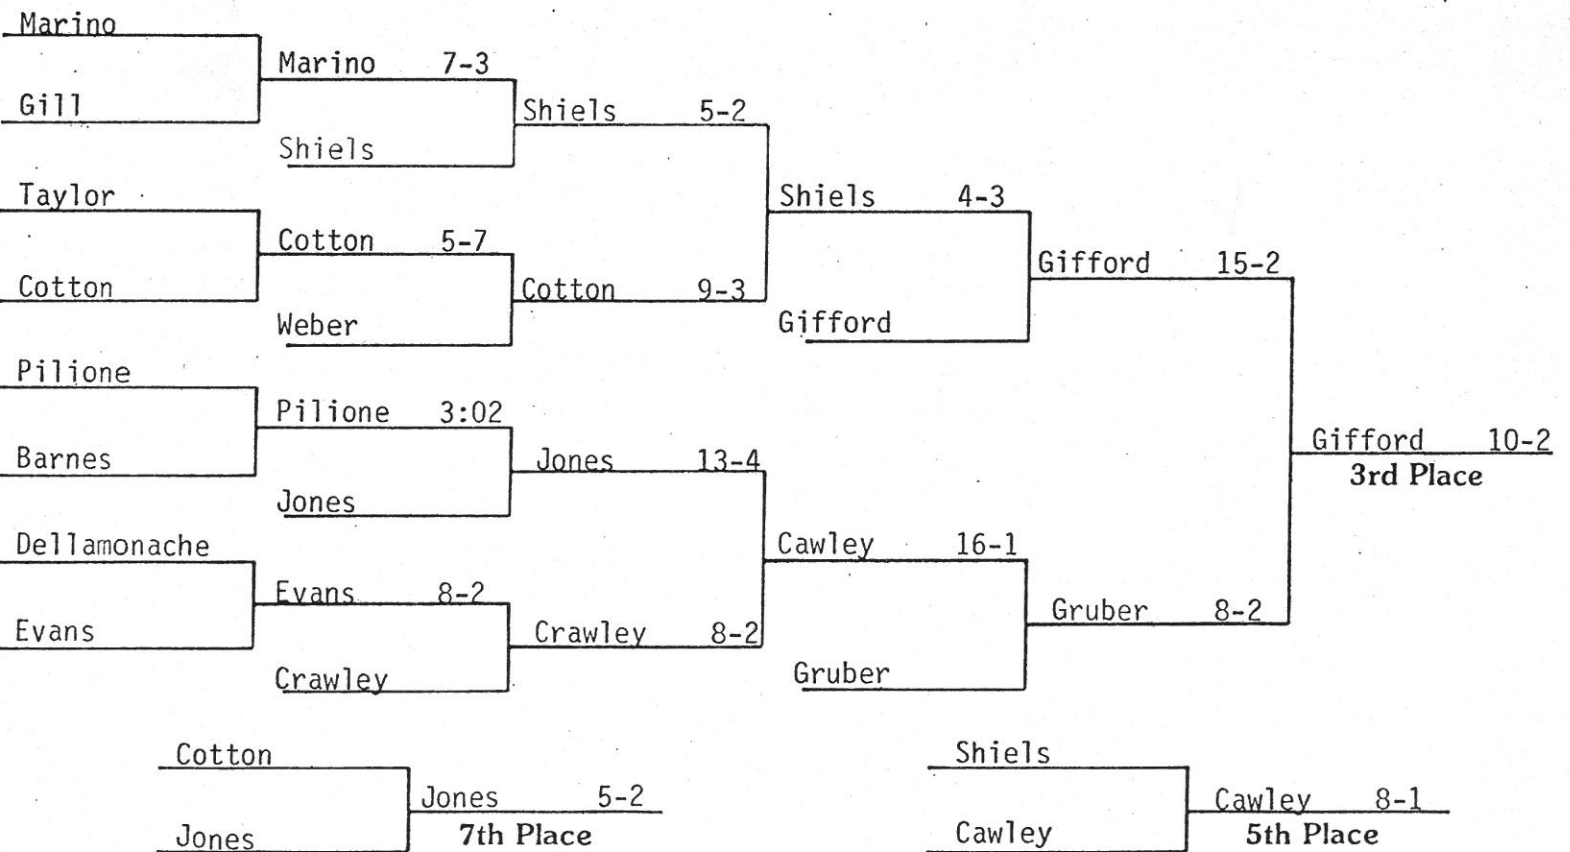 Marino
Marino 7-3
Gill
Shiels 5-2
Shiels
Taylor
Shiels 4-3
Cotton 5-7
Gifford 15-2
Cotton
Cotton 9-3
Weber
Gifford
Pilione
Pilione 3:02
Gifford 10-2
Barnes
Jones 13-4
3rd Place
Jones
Dellamonache
Cawley 16-1
Evans 8-2
Gruber 8-2
Evans
Crawley 8-2
Crawley
Gruber
Cotton
Shiels
Jones 5-2
Cawley 8-1
Jones
7th Place
Cawley
5th Place